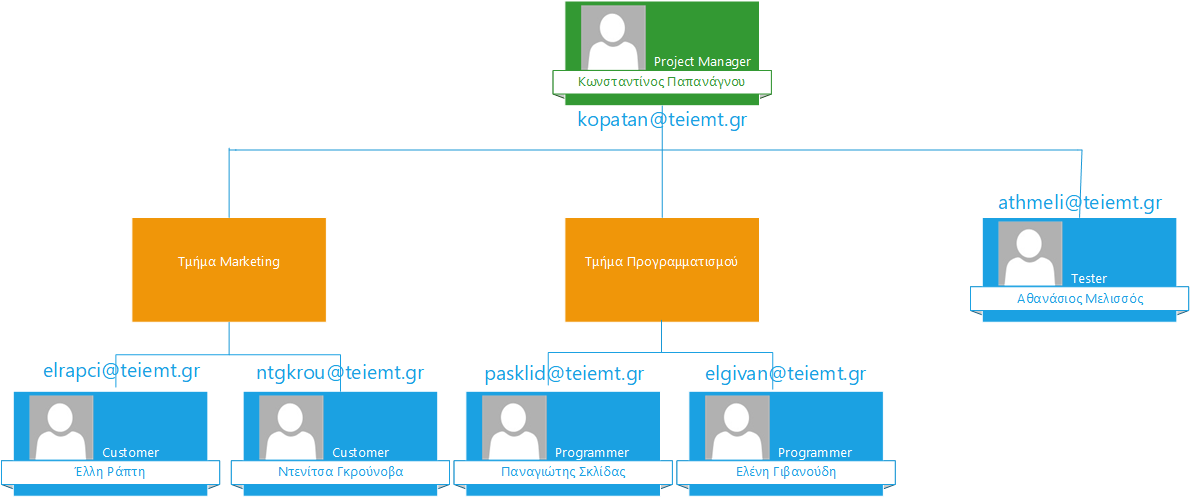 Project Manager
Κωνσταντίνος Παπανάγνου
kopatan@teiemt.gr
athmeli@teiemt.gr
Τμήμα Marketing
Τμήμα Προγραμματισμού
Tester
Αθανάσιος Μελισσός
elrapci@teiemt.gr
ntgkrou@teiemt.gr
pasklid@teiemt.gr
elgivan@teiemt.gr
Customer
Έλλη Ράπτη
Customer
Ντενίτσα Γκρούνοβα
Programmer
Παναγιώτης Σκλίδας
Programmer
Ελένη Γιβανούδη